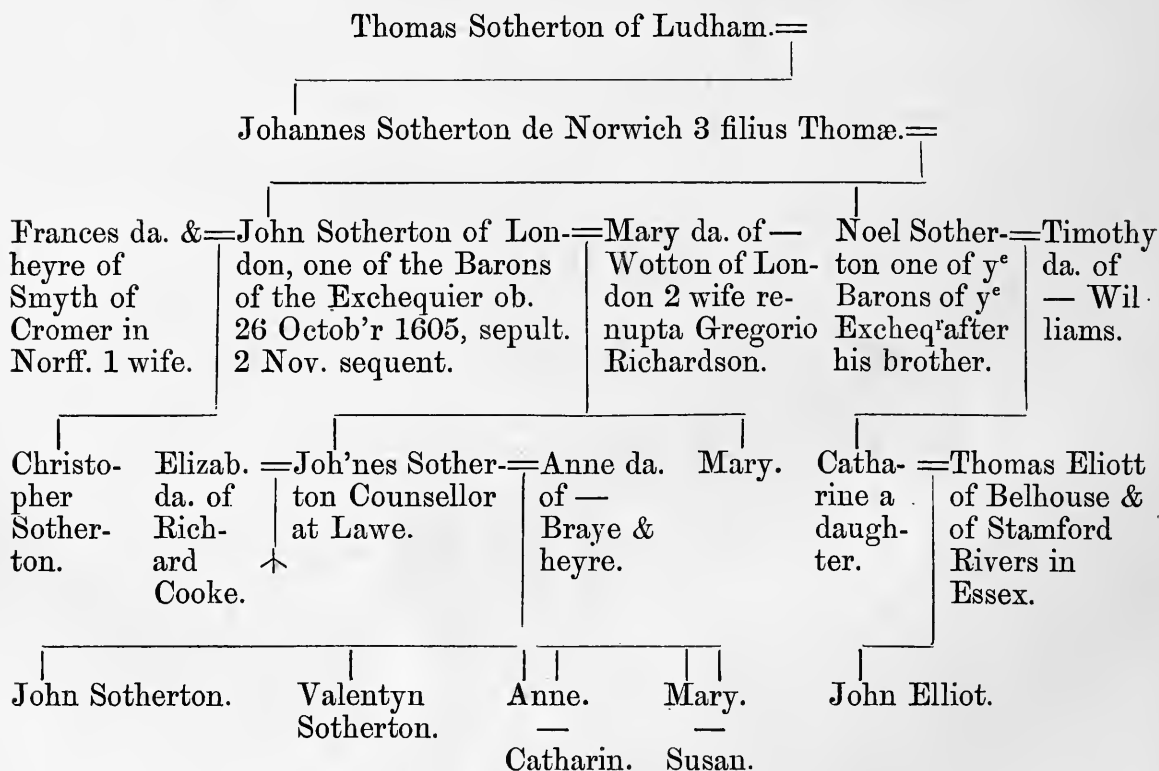 Thomas Sotherton of Ludham.=
Johannes Sotherton de Norwich 3 filius Thomæ.=
Frances da. &=
heyre of
Smyth of
Cromer in
Norff. 1 wife.
John Sotherton of Lon-=
don, one of the Barons
of the Exchequier ob.
26 Octob'r 1605, sepult.
2 Nov. sequent.
Mary da. of —
Wotton of Lon-
don 2 wife re-
nupta Gregorio
Richardson.
Noel Sother-=
ton one of yᵉ
Barons of yᵉ
Excheqʳ after
his brother.
Timothy
da. of
— Wil-
liams.
Christo-
pher
Sother-
ton.
Elizab. =
da. of
Rich-
ard
Cooke.
Joh'nes Sother-=
ton Counsellor
at Lawe.
Anne da.
of —
Braye &
heyre.
Mary.
Catha- =
rine a
daugh-
ter.
Thomas Eliott
of Belhouse &
of Stamford
Rivers in
Essex.
John Sotherton.
Valentyn
Sotherton.
Anne.
—
Catharin.
Mary.
—
Susan.
John Elliot.